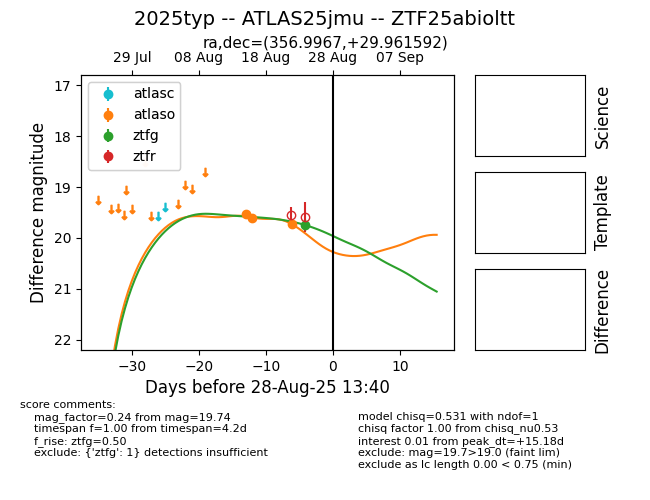 2025typ -- ATLAS25jmu -- ZTF25abioltt
ra,dec=(356.9967,+29.961592)
29 Jul 08 Aug 18 Aug 28 Aug 07 Sep
17
18
19
20
21
22
Difference magnitude
atlasc
atlaso
ztfg
ztfr
−30 −20 −10 0 10
Days before 28-Aug-25 13:40
Science
Template
Difference
score comments:
mag_factor=0.24 from mag=19.74
timespan f=1.00 from timespan=4.2d
f_rise: ztfg=0.50
exclude: {'ztfg': 1} detections insufficient
model chisq=0.531 with ndof=1
chisq factor 1.00 from chisq_nu0.53
interest 0.01 from peak_dt=+15.18d
exclude: mag=19.7>19.0 (faint lim)
exclude as lc length 0.00 < 0.75 (min)